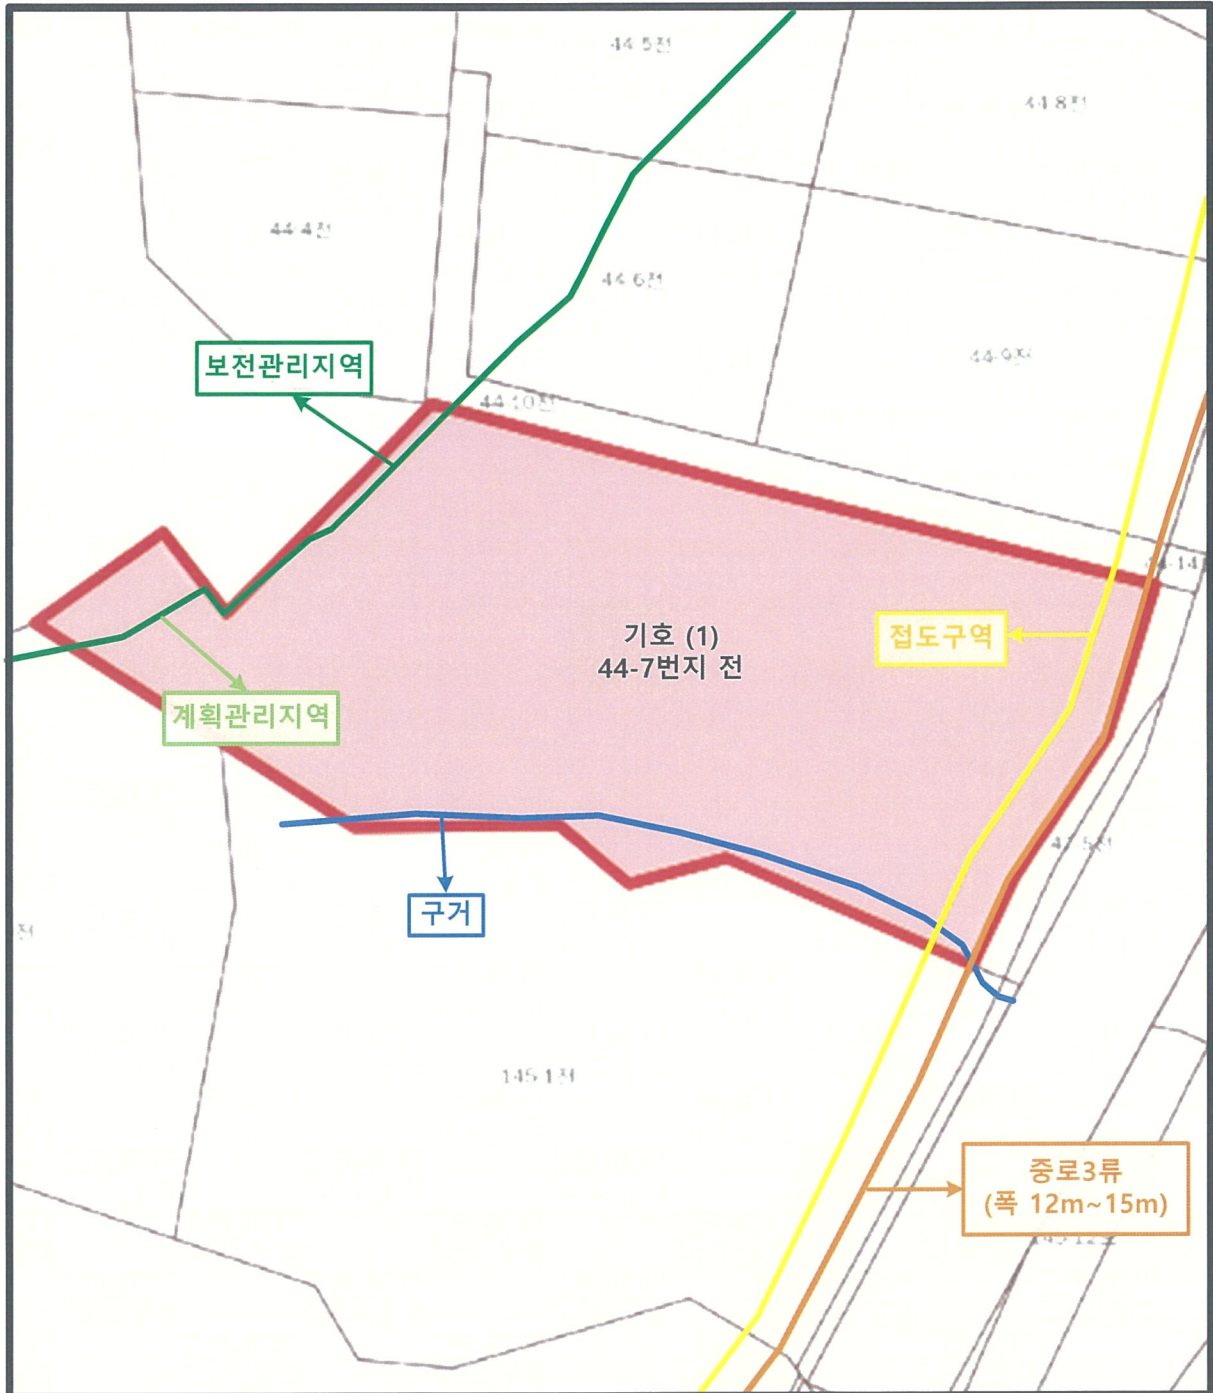 44-5전
44-8전
44-4전
44-6전
44-9전
보전관리지역
44-10전
기호 (1)
44-7번지 전
접도구역
계획관리지역
구거
전
145-1전
중로3류
(폭 12m~15m)